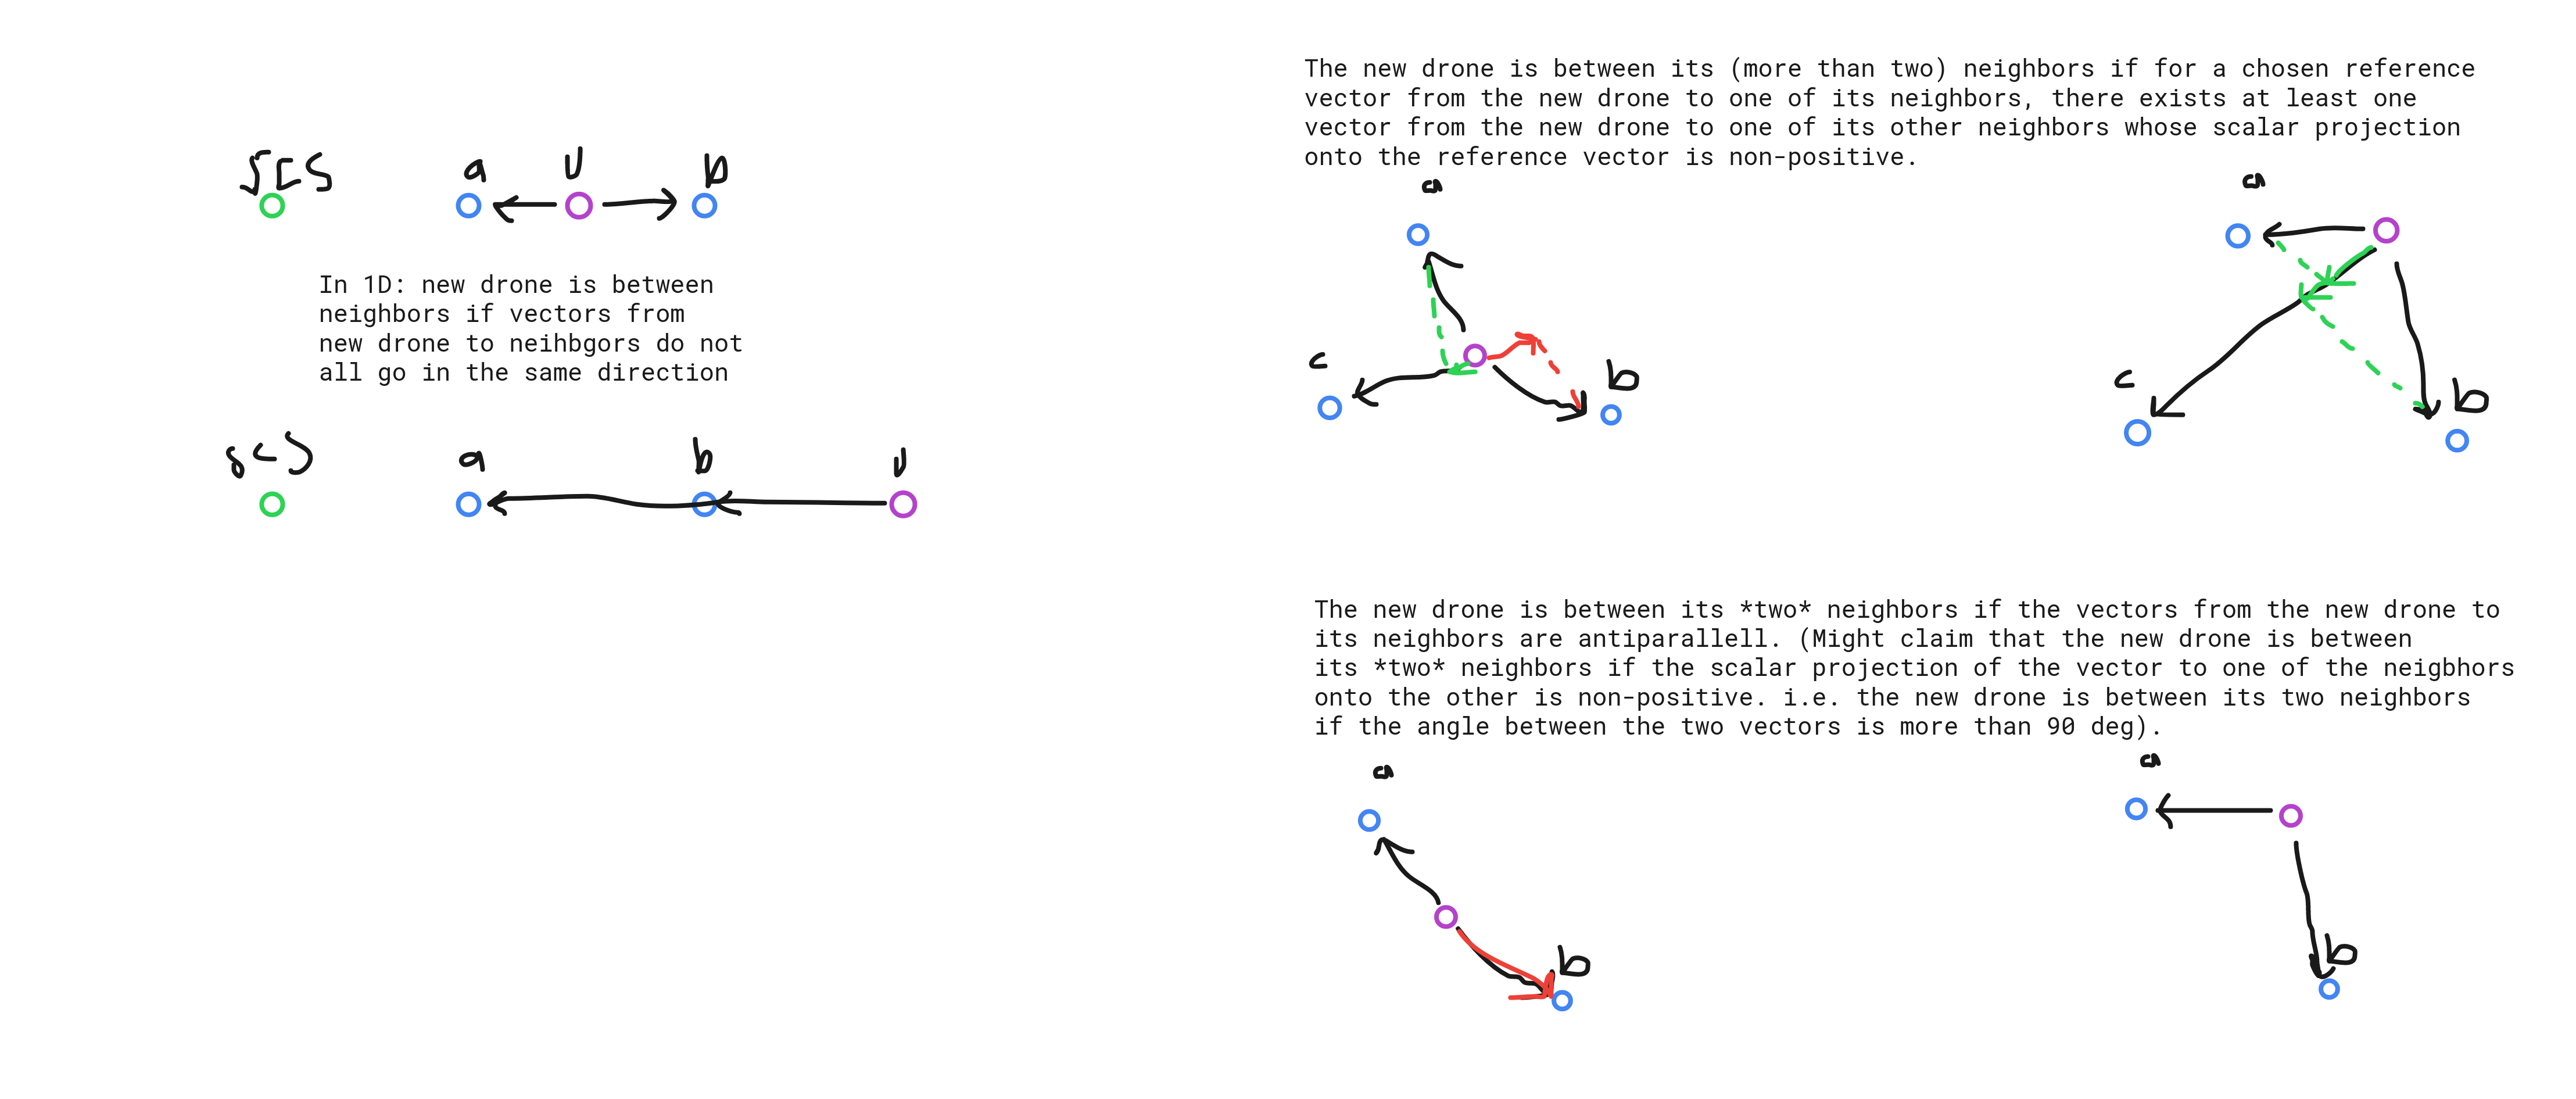 SCS
a
υ
b
In 1D: new drone is between
neighbors if vectors from
new drone to neihbgors do not
all go in the same direction
SCS
a
b
υ
The new drone is between its (more than two) neighbors if for a chosen reference
vector from the new drone to one of its neighbors, there exists at least one
vector from the new drone to one of its other neighbors whose scalar projection
onto the reference vector is non-positive.
a
c
b
a
c
b
The new drone is between its *two* neighbors if the vectors from the new drone to
its neighbors are antiparallell. (Might claim that the new drone is between
its *two* neighbors if the scalar projection of the vector to one of the neigbhors
onto the other is non-positive. i.e. the new drone is between its two neighbors
if the angle between the two vectors is more than 90 deg).
a
b
a
b